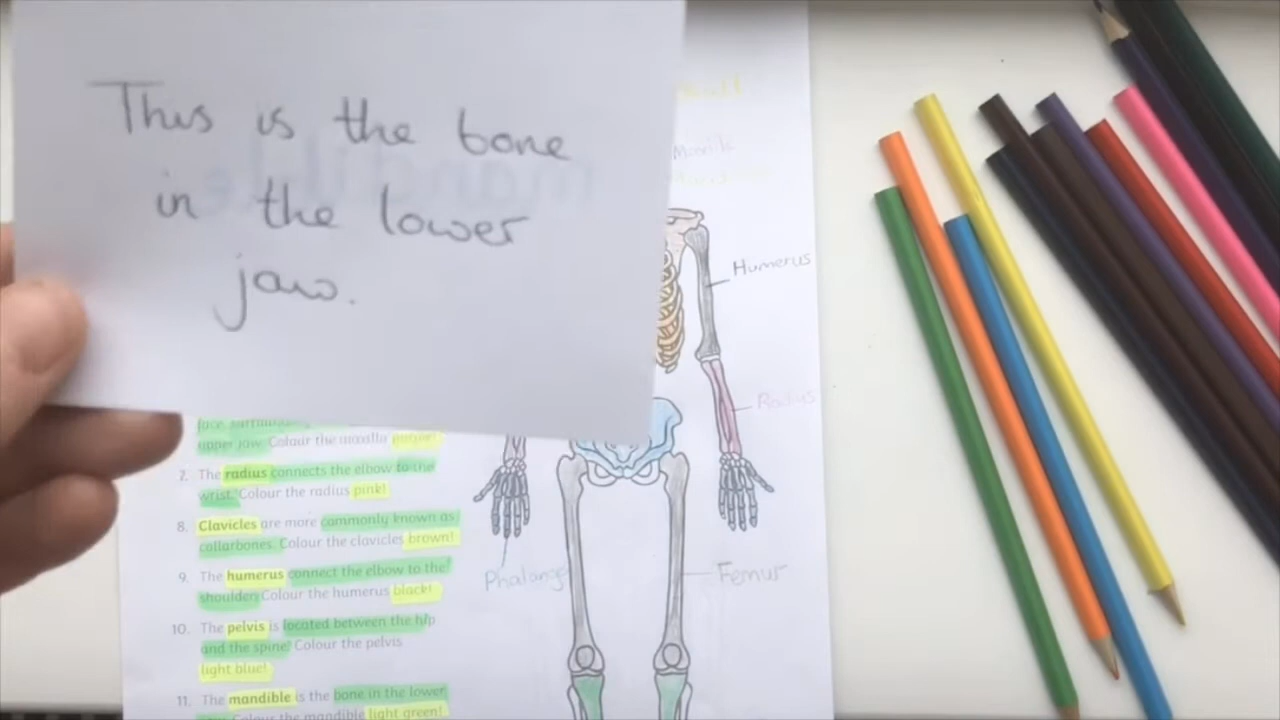 This is the bone
in the lower
jaw.
mandible
Humerus
Radius
Phalange
Femur
upper jaw. Colour the maxilla
7. The radius connects the elbow to the
wrist. Colour the radius pink!
8. Clavicles are more commonly known as
collarbones. Colour the clavicles brown!
9. The humerus connect the elbow to the
shoulder. Colour the humerus black!
10. The pelvis is located between the hip
and the spine. Colour the pelvis
light blue!
11. The mandible is the bone in the lower
Colour the mandible light green!